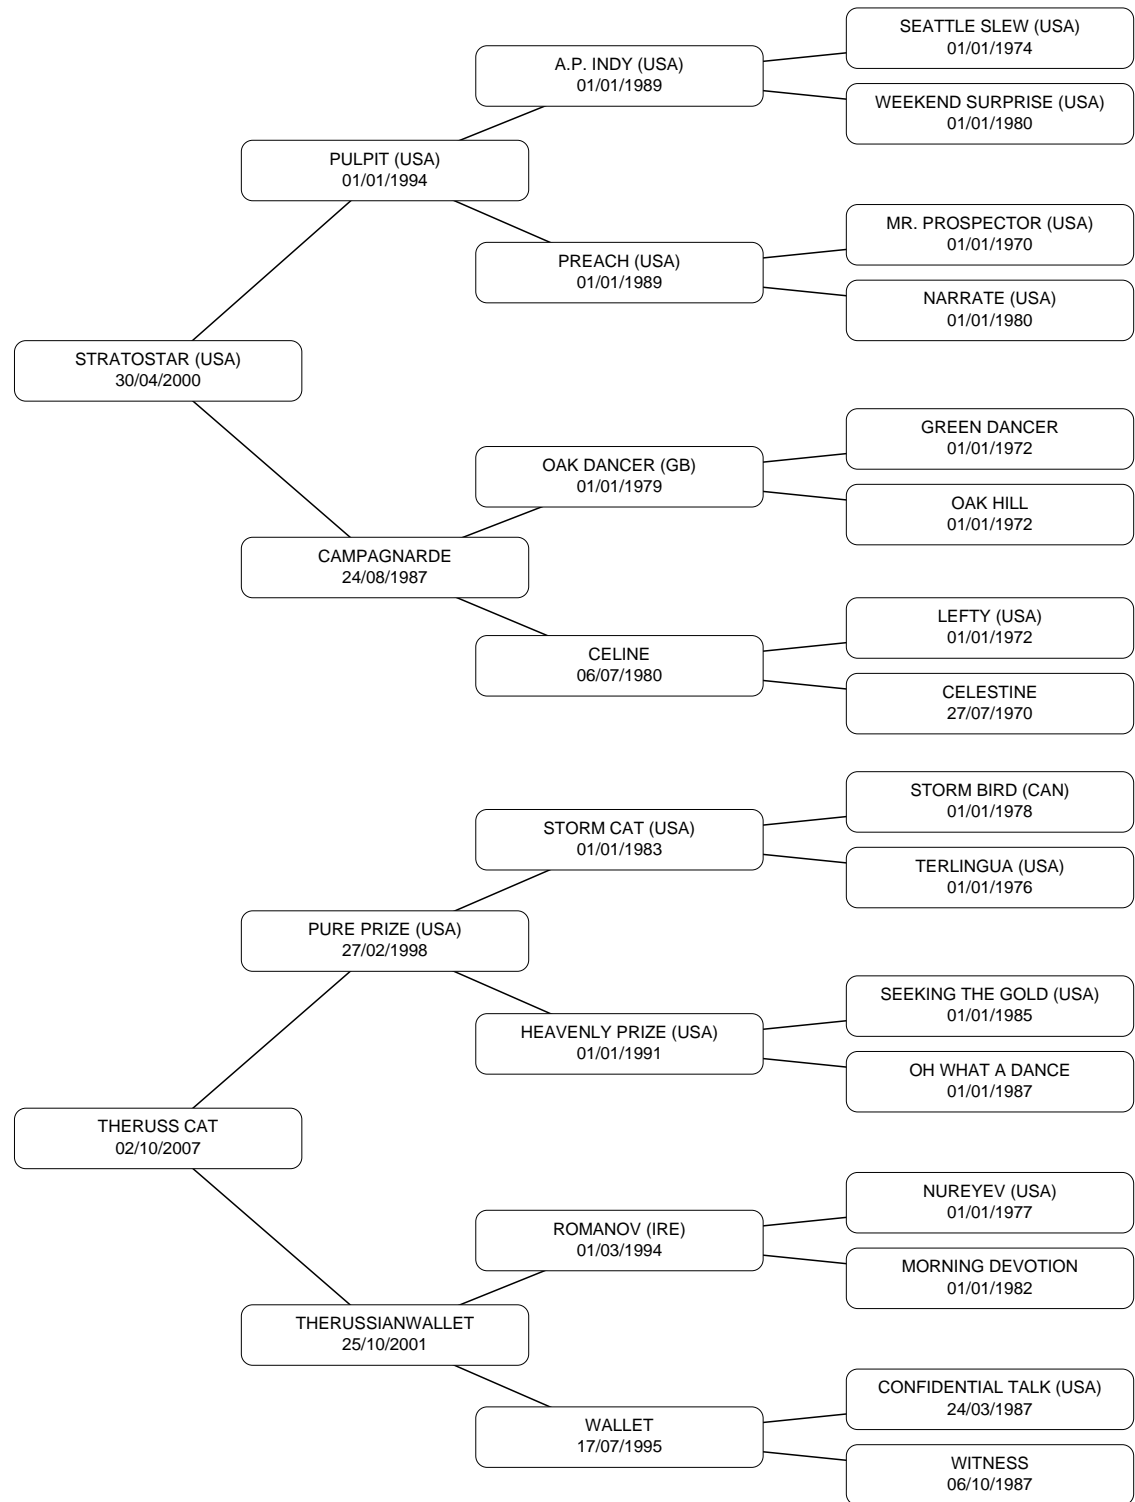 SEATTLE SLEW (USA)
01/01/1974
A.P. INDY (USA)
01/01/1989
WEEKEND SURPRISE (USA)
01/01/1980
PULPIT (USA)
01/01/1994
MR. PROSPECTOR (USA)
01/01/1970
PREACH (USA)
01/01/1989
NARRATE (USA)
01/01/1980
STRATOSTAR (USA)
30/04/2000
GREEN DANCER
01/01/1972
OAK DANCER (GB)
01/01/1979
OAK HILL
01/01/1972
CAMPAGNARDE
24/08/1987
LEFTY (USA)
01/01/1972
CELINE
06/07/1980
CELESTINE
27/07/1970
STORM BIRD (CAN)
01/01/1978
STORM CAT (USA)
01/01/1983
TERLINGUA (USA)
01/01/1976
PURE PRIZE (USA)
27/02/1998
SEEKING THE GOLD (USA)
01/01/1985
HEAVENLY PRIZE (USA)
01/01/1991
OH WHAT A DANCE
01/01/1987
THERUSS CAT
02/10/2007
NUREYEV (USA)
01/01/1977
ROMANOV (IRE)
01/03/1994
MORNING DEVOTION
01/01/1982
THERUSSIANWALLET
25/10/2001
CONFIDENTIAL TALK (USA)
24/03/1987
WALLET
17/07/1995
WITNESS
06/10/1987